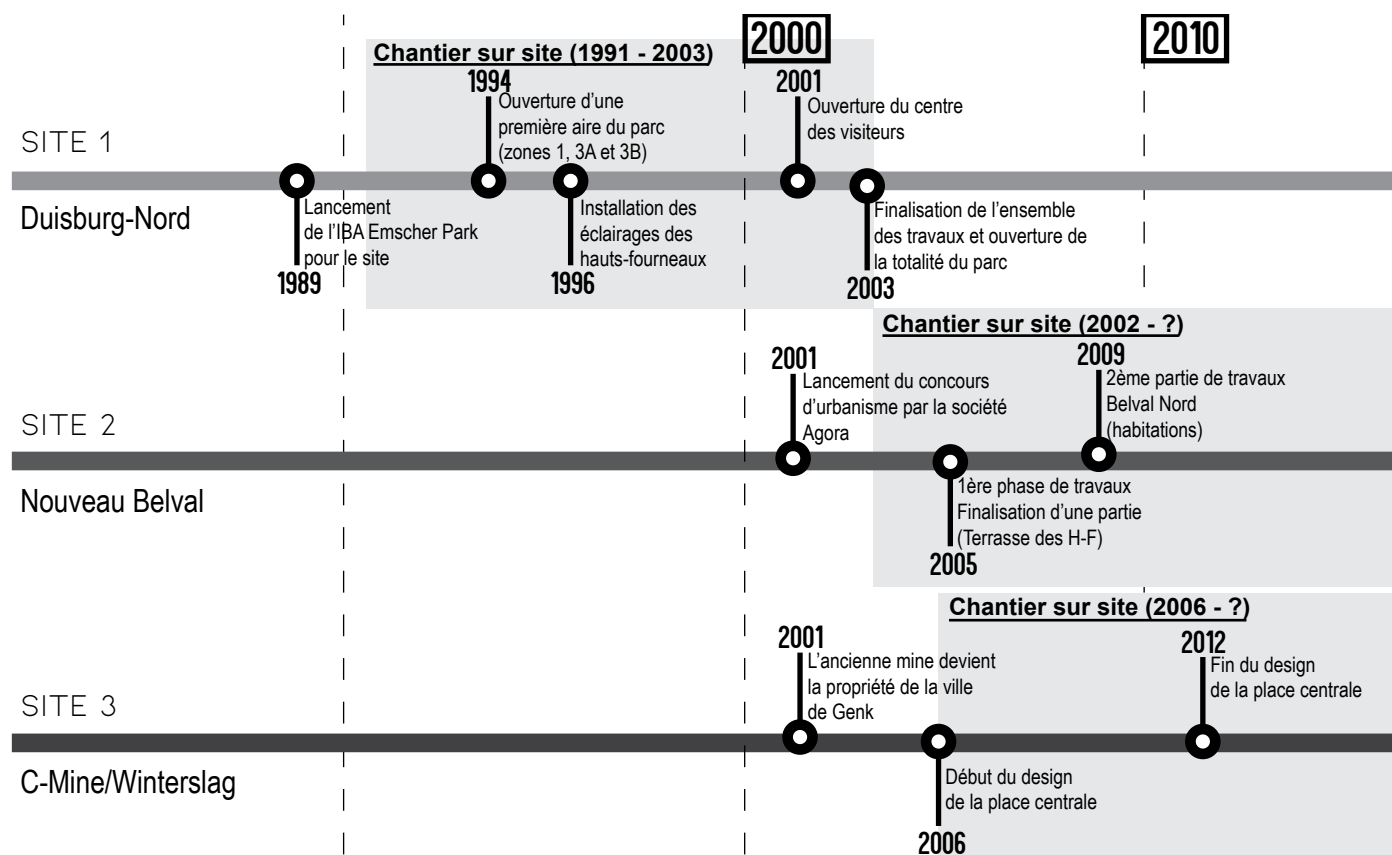 2000
2010
Chantier sur site (1991 - 2003)
1994
Ouverture d'une
première aire du parc
(zones 1, 3A et 3B)
2001
Ouverture du centre
des visiteurs
SITE 1
Duisburg-Nord
Lancement
de l'IBA Emscher Park
pour le site
1989
Installation des
éclairages des
hauts-fourneaux
1996
Finalisation de l'ensemble
des travaux et ouverture de
la totalité du parc
2003
Chantier sur site (2002 - ?)
2001
Lancement du concours
d'urbanisme par la société
Agora
2009
2ème partie de travaux
Belval Nord
(habitations)
SITE 2
Nouveau Belval
1ère phase de travaux
Finalisation d'une partie
(Terrasse des H-F)
2005
Chantier sur site (2006 - ?)
2001
L'ancienne mine devient
la propriété de la ville
de Genk
2012
Fin du design
de la place centrale
SITE 3
C-Mine/Winterslag
Début du design
de la place centrale
2006